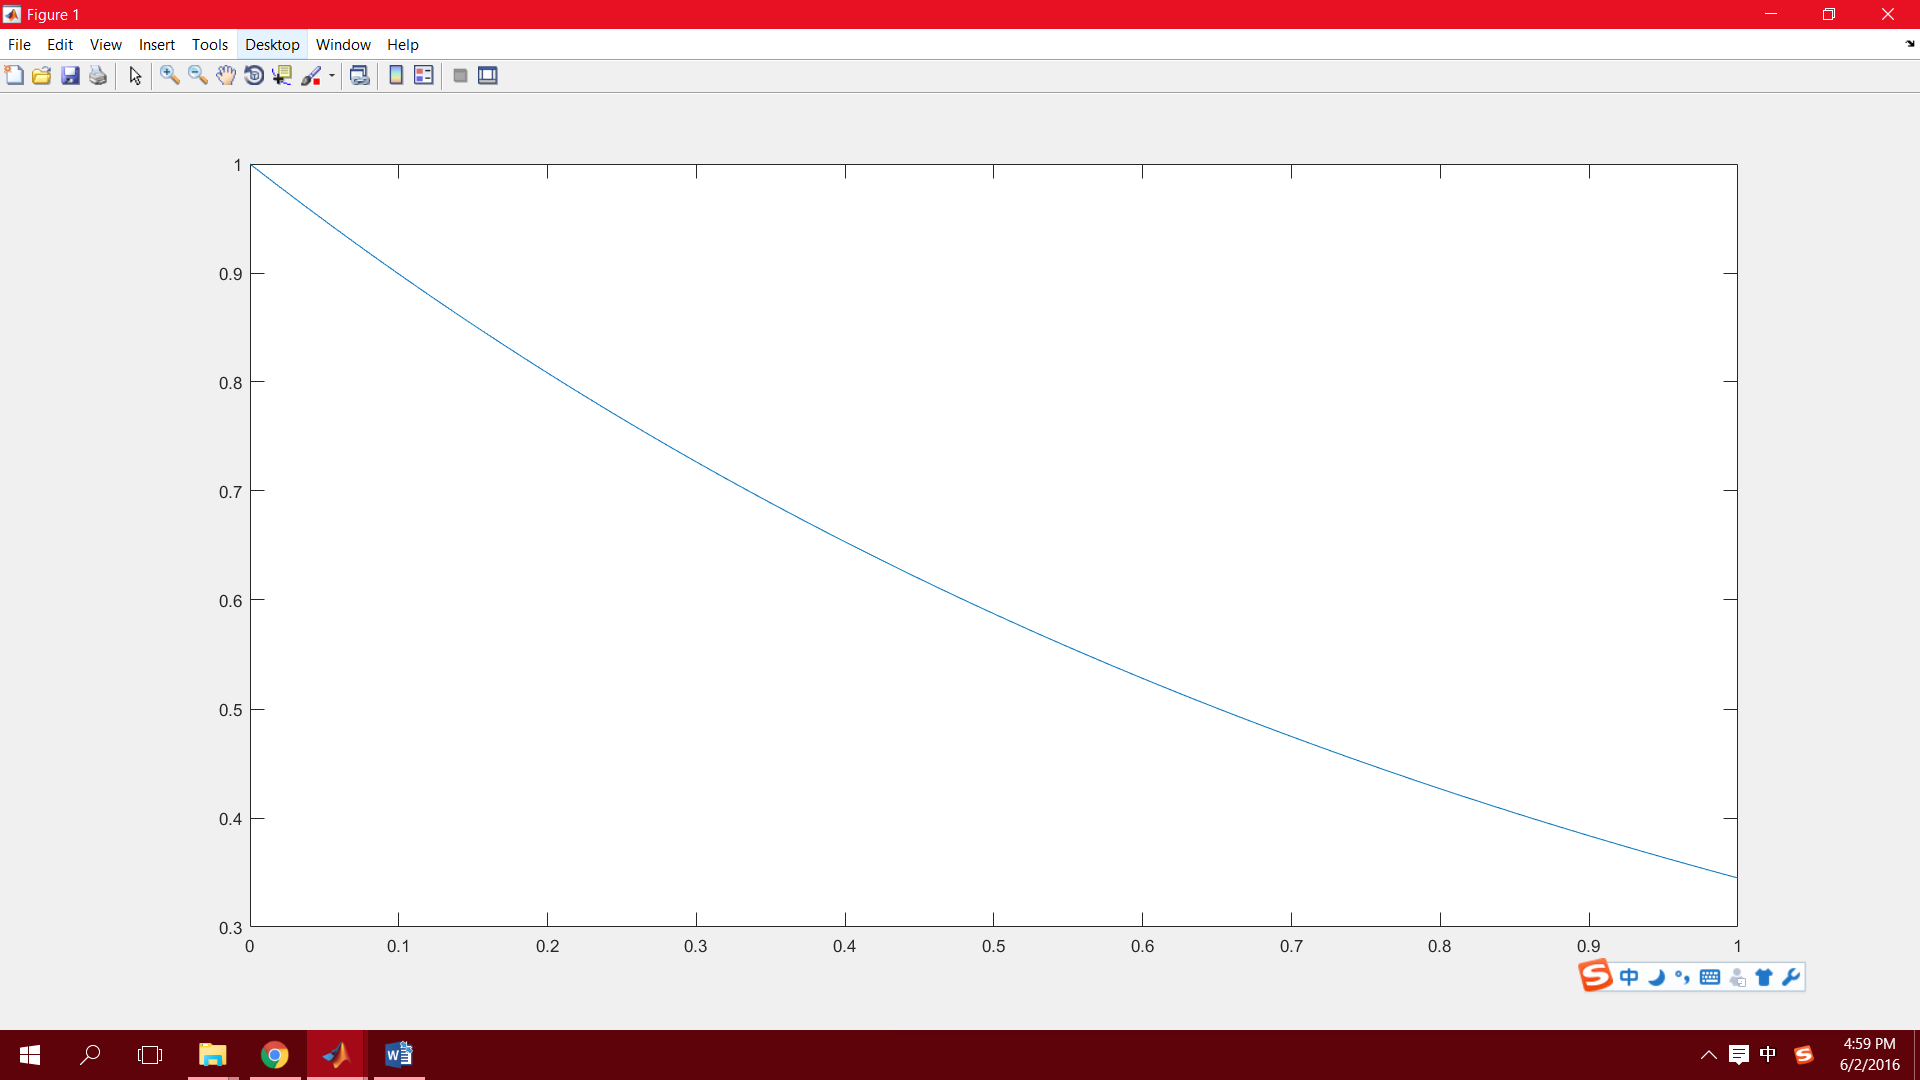 Figure 1
File Edit View Insert Tools Desktop Window Help
1
0.9
0.8
0.7
0.6
0.5
0.4
0.3
0 0.1 0.2 0.3 0.4 0.5 0.6 0.7 0.8 0.9 1
S 中
W 中 S 4:59 PM
6/2/2016